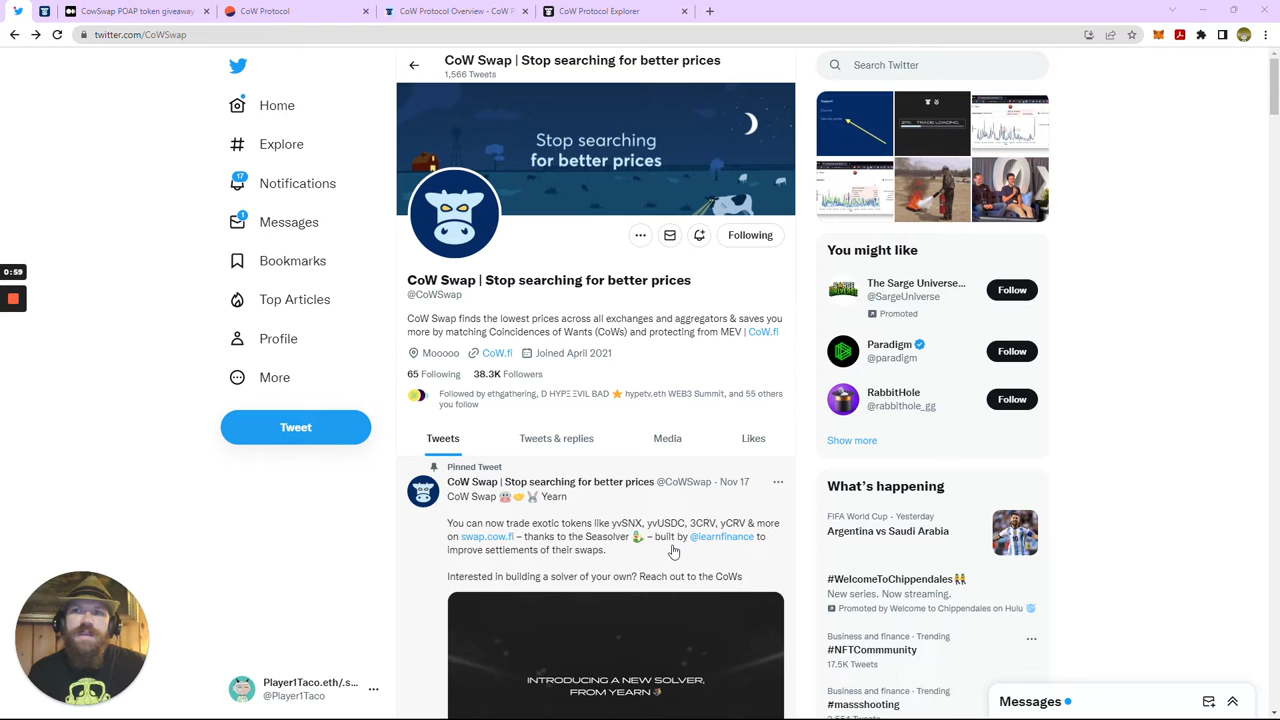 CoWSwap POAP token giveaway
CoW Protocol
CoW Protocol Overview - CoW P
CoW Protocol Explorer
twitter.com/CoWSwap
CoW Swap | Stop searching for better prices
1,566 Tweets
Search Twitter
Home
Explore
17
Notifications
1
Messages
Bookmarks
Top Articles
Profile
More
Tweet
Player1Taco.eth/.s...
@Player1Taco
0:59
Stop searching
for better prices
Following
CoW Swap | Stop searching for better prices
@CoWSwap
CoW Swap finds the lowest prices across all exchanges and aggregators & saves you
more by matching Coincidences of Wants (CoWs) and protecting from MEV | CoW.fi
Mooooo CoW.fi Joined April 2021
65 Following 38.3K Followers
Followed by ethgathering, D HYPΞ ΞVIL BAD ⭐ hypetv.eth WEB3 Summit, and 55 others
you follow
Tweets Tweets & replies Media Likes
Pinned Tweet
CoW Swap | Stop searching for better prices @CoWSwap · Nov 17
CoW Swap 🐮🤝🐰 Yearn
You can now trade exotic tokens like yvSNX, yvUSDC, 3CRV, yCRV & more
on swap.cow.fi – thanks to the Seasolver 🧜‍♂️ – built by @iearnfinance to
improve settlements of their swaps.
Interested in building a solver of your own? Reach out to the CoWs
INTRODUCING A NEW SOLVER,
FROM YEARN
TRADE LOADING..
You might like
The Sarge Universe...
@SargeUniverse
Promoted
Follow
Paradigm
@paradigm
Follow
RabbitHole
@rabbithole_gg
Follow
Show more
What's happening
FIFA World Cup · Yesterday
Argentina vs Saudi Arabia
#WelcomeToChippendales
New series. Now streaming.
Promoted by Welcome to Chippendales on Hulu
Business and finance · Trending
#NFTCommmunity
17.5K Tweets
Business and finance · Trending
#massshooting
Messages